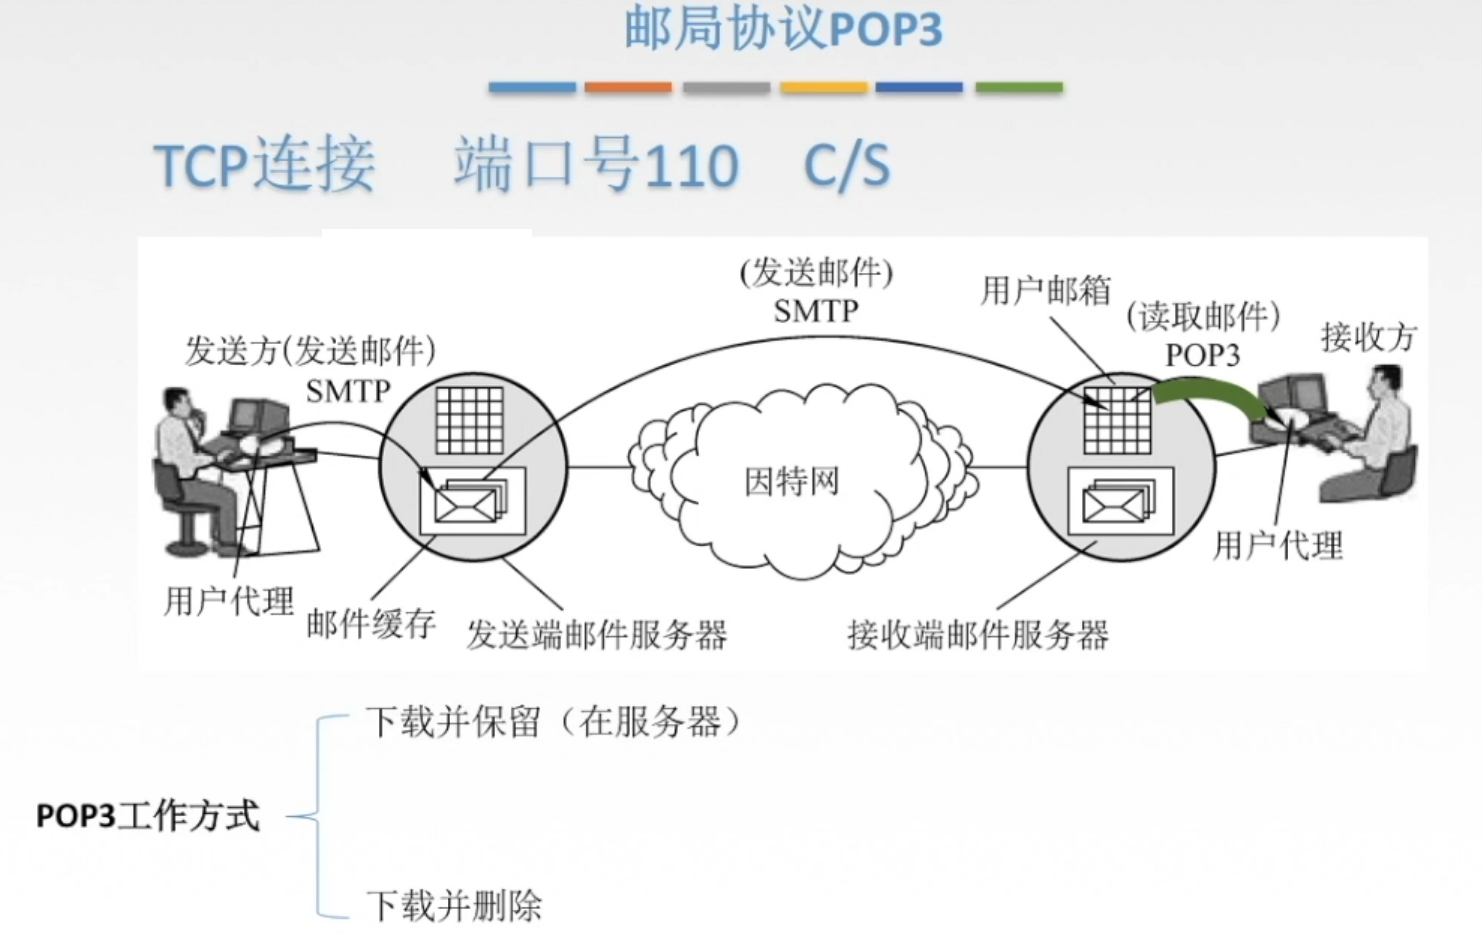 邮局协议POP3
TCP连接 端口号110 C/S
(发送邮件)
SMTP
用户邮箱
(读取邮件)
POP3
接收方
发送方(发送邮件)
SMTP
因特网
用户代理
用户代理
邮件缓存
发送端邮件服务器
接收端邮件服务器
下载并保留（在服务器）
POP3工作方式
下载并删除